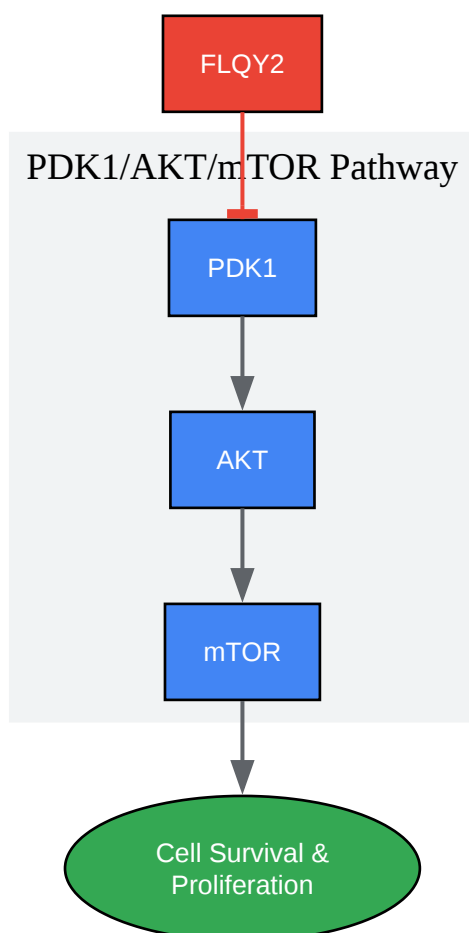 FLQY2
PDK1/AKT/mTOR Pathway
PDK1
AKT
mTOR
Cell Survival &
Proliferation